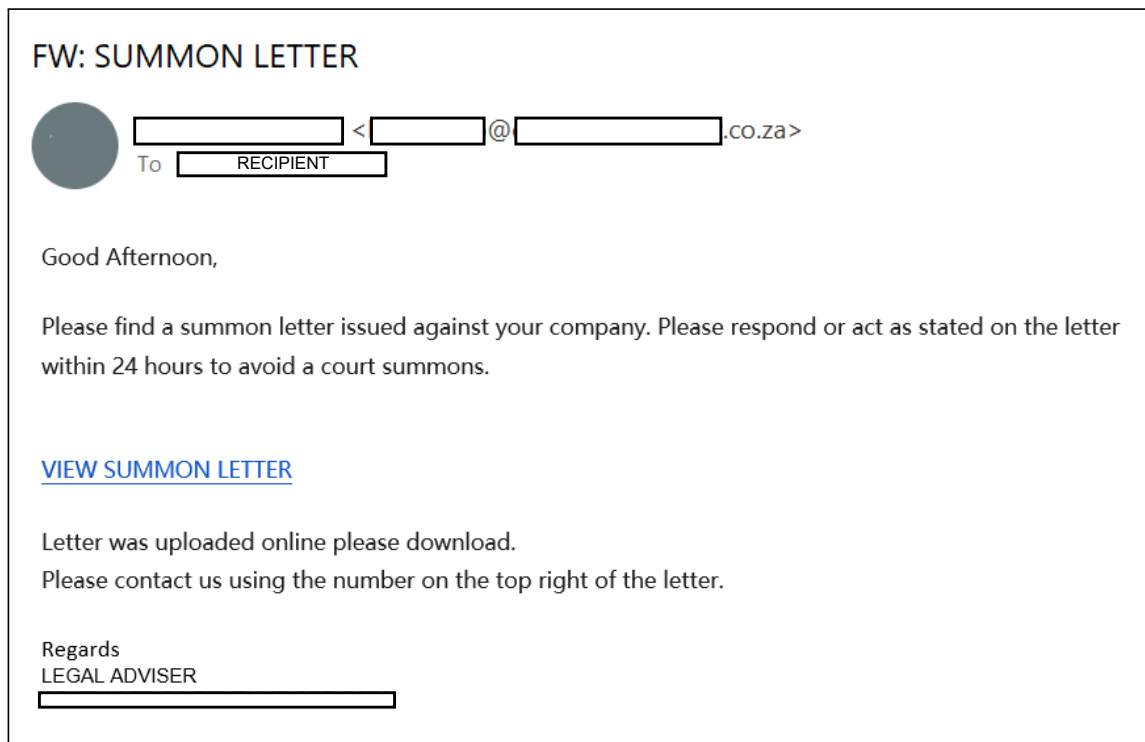 FW: SUMMON LETTER
< @ .co.za>
To RECIPIENT
Good Afternoon,
Please find a summon letter issued against your company. Please respond or act as stated on the letter
within 24 hours to avoid a court summons.
VIEW SUMMON LETTER
Letter was uploaded online please download.
Please contact us using the number on the top right of the letter.
Regards
LEGAL ADVISER